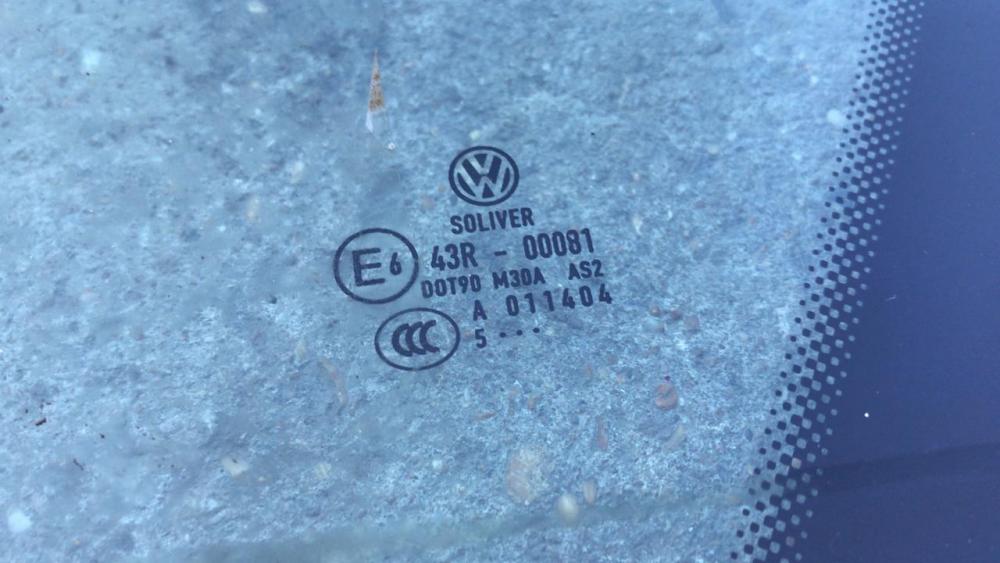 VW
SOLIVER
E6 43R - 00081
DOT90 M30A AS2
A 011404
CCC 5 ...